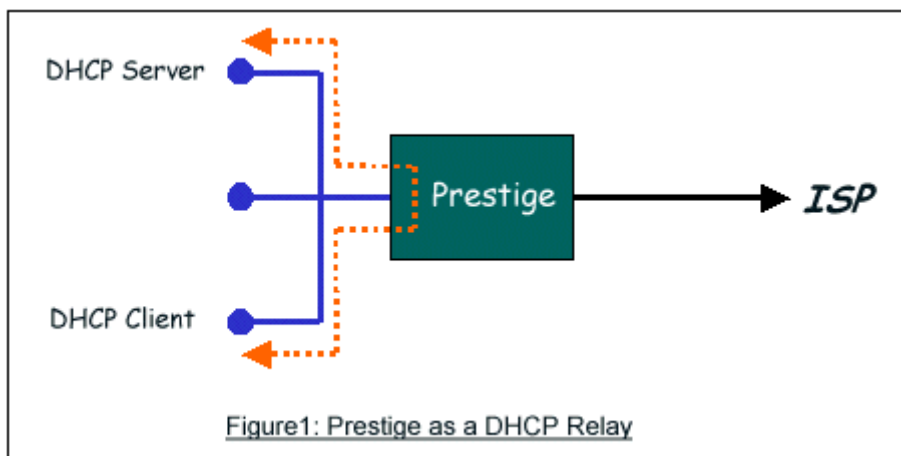 DHCP Server
Prestige
ISP
DHCP Client
Figure1: Prestige as a DHCP Relay